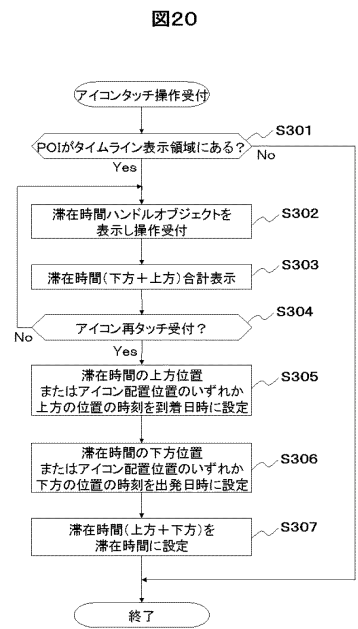 図20
アイコンタッチ操作受付
S301
POIがタイムライン表示領域にある？
No
Yes
S302
滞在時間ハンドルオブジェクトを
表示し操作受付
S303
滞在時間(下方＋上方)合計表示
S304
アイコン再タッチ受付？
No
Yes
S305
滞在時間の上方位置
またはアイコン配置位置のいずれか
上方の位置の時刻を到着日時に設定
S306
滞在時間の下方位置
またはアイコン配置位置のいずれか
下方の位置の時刻を出発日時に設定
S307
滞在時間(上方＋下方)を
滞在時間に設定
終了